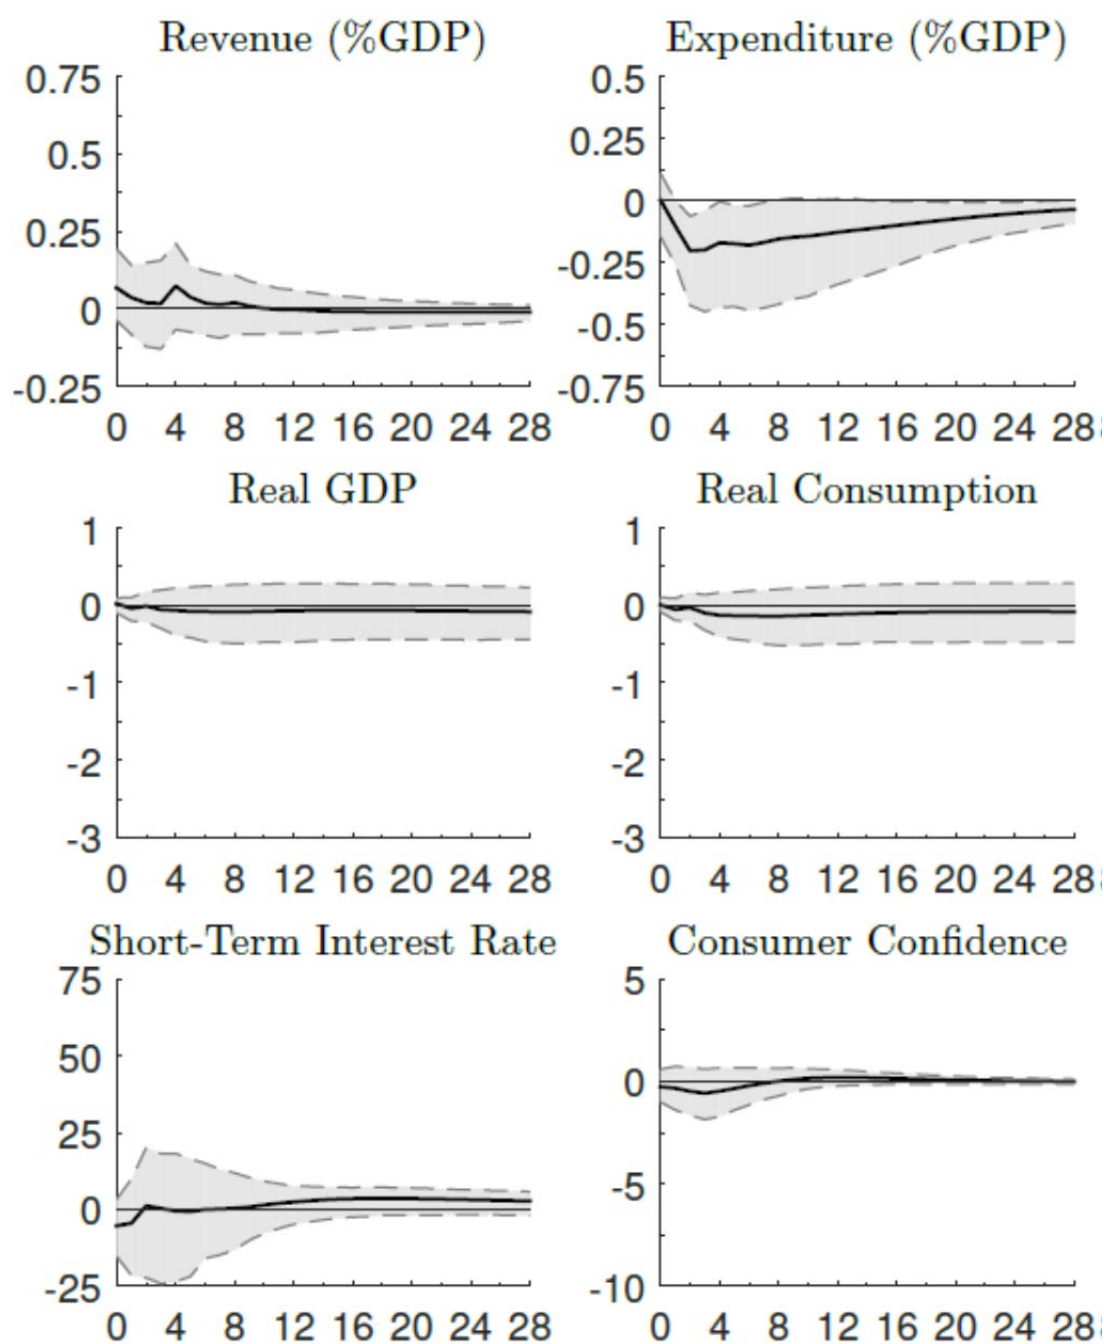 Revenue (%GDP) Expenditure (%GDP)
0.75 0.5
0.5 0.25
0.25 0
0 -0.25
-0.25 -0.5
-0.75
0 4 8 12 16 20 24 28 0 4 8 12 16 20 24 28
Real GDP Real Consumption
1 1
0 0
-1 -1
-2 -2
-3 -3
0 4 8 12 16 20 24 28 0 4 8 12 16 20 24 28
Short-Term Interest Rate Consumer Confidence
75 5
50 0
25 -5
0 -10
-25
0 4 8 12 16 20 24 28 0 4 8 12 16 20 24 28